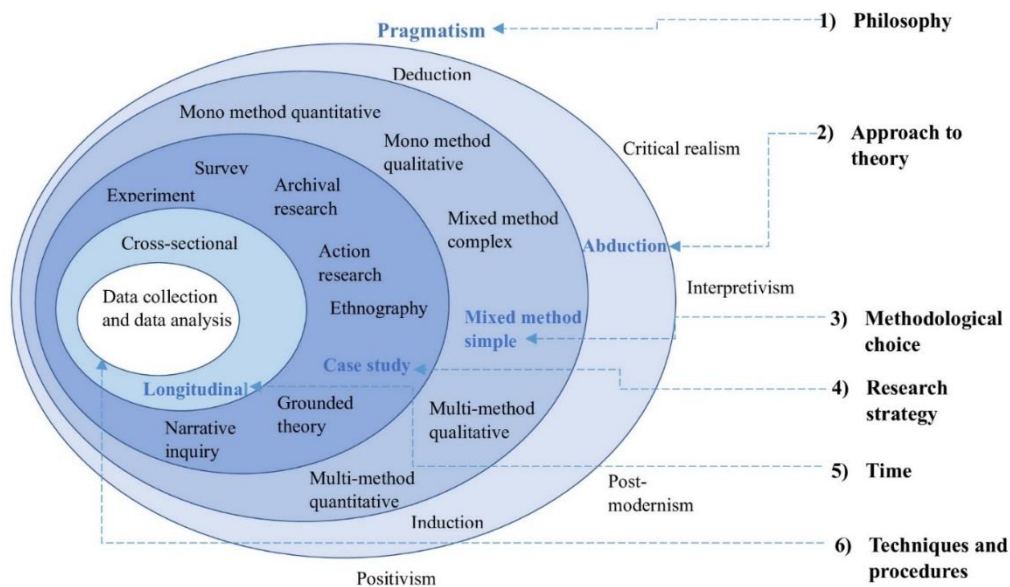 Pragmatism
1) Philosophy
Deduction
Mono method quantitative
Mono method
qualitative
Critical realism
2) Approach to
theory
Survey
Archival
research
Experiment
Mixed method
complex
Cross-sectional
Action
research
Abduction
Data collection
and data analysis
Ethnography
Interpretivism
Mixed method
simple
3) Methodological
choice
Case study
Longitudinal
4) Research
strategy
Grounded
theory
Multi-method
qualitative
Narrative
inquiry
5) Time
Multi-method
quantitative
Post-
modernism
Induction
6) Techniques and
procedures
Positivism